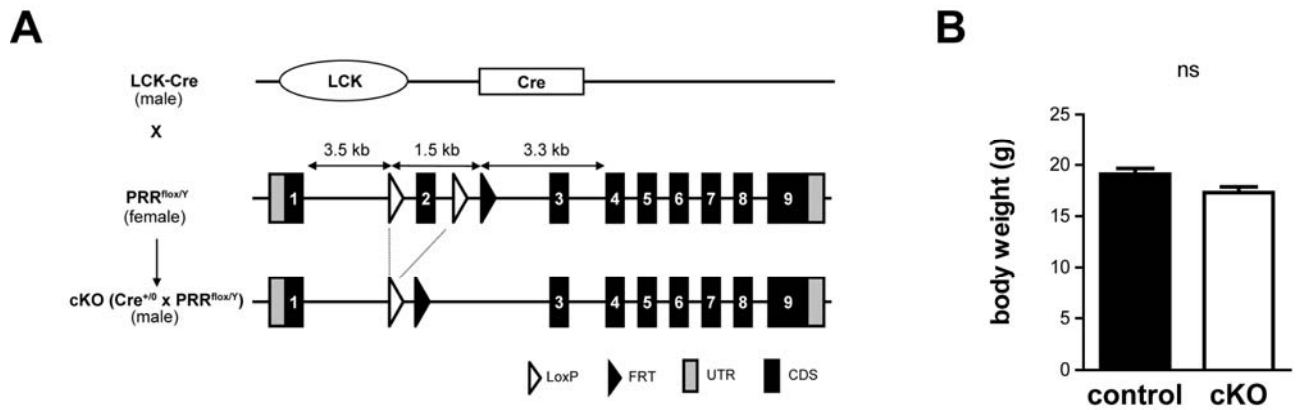 A
LCK-Cre
(male)
LCK
Cre
X
3.5 kb
1.5 kb
3.3 kb
PRRflox/Y
(female)
1
2
3
4
5
6
7
8
9
cKO (Cre+/0 x PRRflox/Y)
(male)
1
3
4
5
6
7
8
9
LoxP
FRT
UTR
CDS
B
ns
body weight (g)
25
20
15
10
5
0
control
cKO